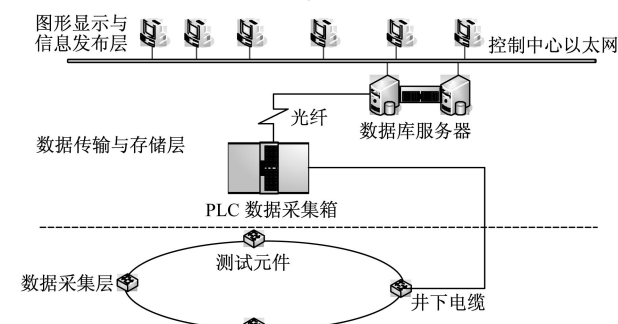 图形显示与
信息发布层
控制中心以太网
光纤
数据库服务器
数据传输与存储层
PLC 数据采集箱
测试元件
数据采集层
井下电缆